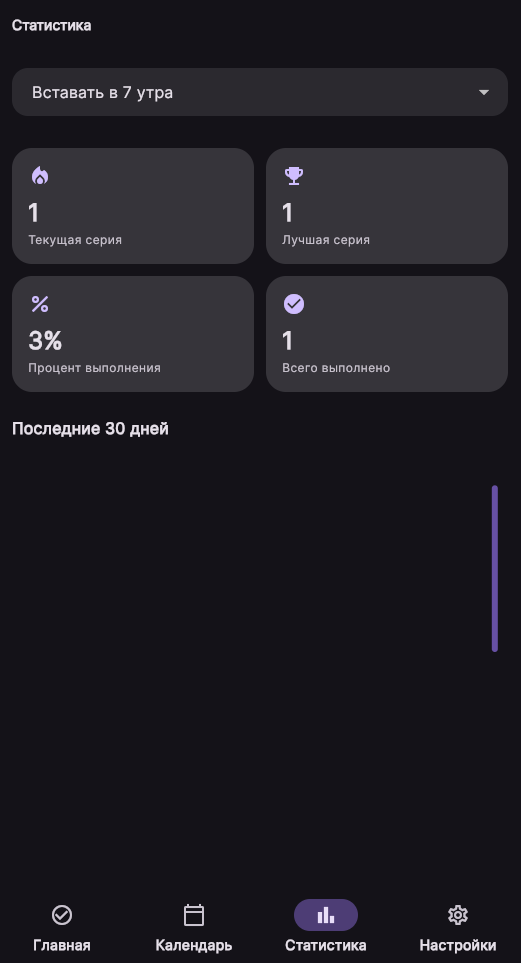 Статистика
Вставать в 7 утра
1
Текущая серия
1
Лучшая серия
3%
Процент выполнения
1
Всего выполнено
Последние 30 дней
Главная
Календарь
Статистика
Настройки